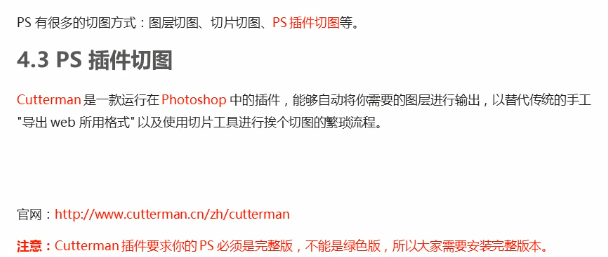 PS 有很多的切图方式：图层切图、切片切图、PS 插件切图等。
4.3 PS 插件切图
Cutterman 是一款运行在 Photoshop 中的插件，能够自动将你需要的图层进行输出，以替代传统的手工
"导出 web 所用格式" 以及使用切片工具进行挨个切图的繁琐流程。
官网：http://www.cutterman.cn/zh/cutterman
注意：Cutterman 插件要求你的 PS 必须是完整版，不能是绿色版，所以大家需要安装完整版本。